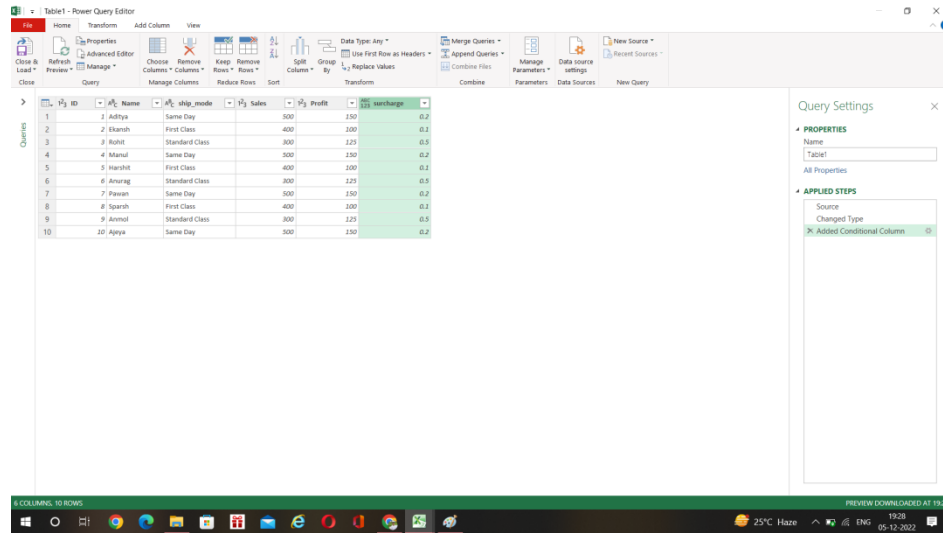 Table1 - Power Query Editor
File Home Transform Add Column View
Close & Load
Refresh Preview
Properties
Advanced Editor
Manage
Choose Columns
Remove Columns
Keep Rows
Remove Rows
Split Column
Group By
Data Type: Any
Use First Row as Headers
Replace Values
Merge Queries
Append Queries
Combine Files
Manage Parameters
Data source settings
New Source
Recent Sources
Close Query Manage Columns Reduce Rows Sort Transform Combine Parameters Data Sources New Query
Queries
ID Name ship_mode Sales Profit surcharge
1 1 Aditya Same Day 500 150 0.2
2 2 Ekansh First Class 400 100 0.1
3 3 Rohit Standard Class 300 125 0.5
4 4 Manul Same Day 500 150 0.2
5 5 Harshit First Class 400 100 0.1
6 6 Anurag Standard Class 300 125 0.5
7 7 Pawan Same Day 500 150 0.2
8 8 Sparsh First Class 400 100 0.1
9 9 Anmol Standard Class 300 125 0.5
10 10 Ajeya Same Day 500 150 0.2
Query Settings
PROPERTIES
Name
Table1
All Properties
APPLIED STEPS
Source
Changed Type
Added Conditional Column
6 COLUMNS, 10 ROWS
PREVIEW DOWNLOADED AT
25°C Haze
ENG
19:28
05-12-2022